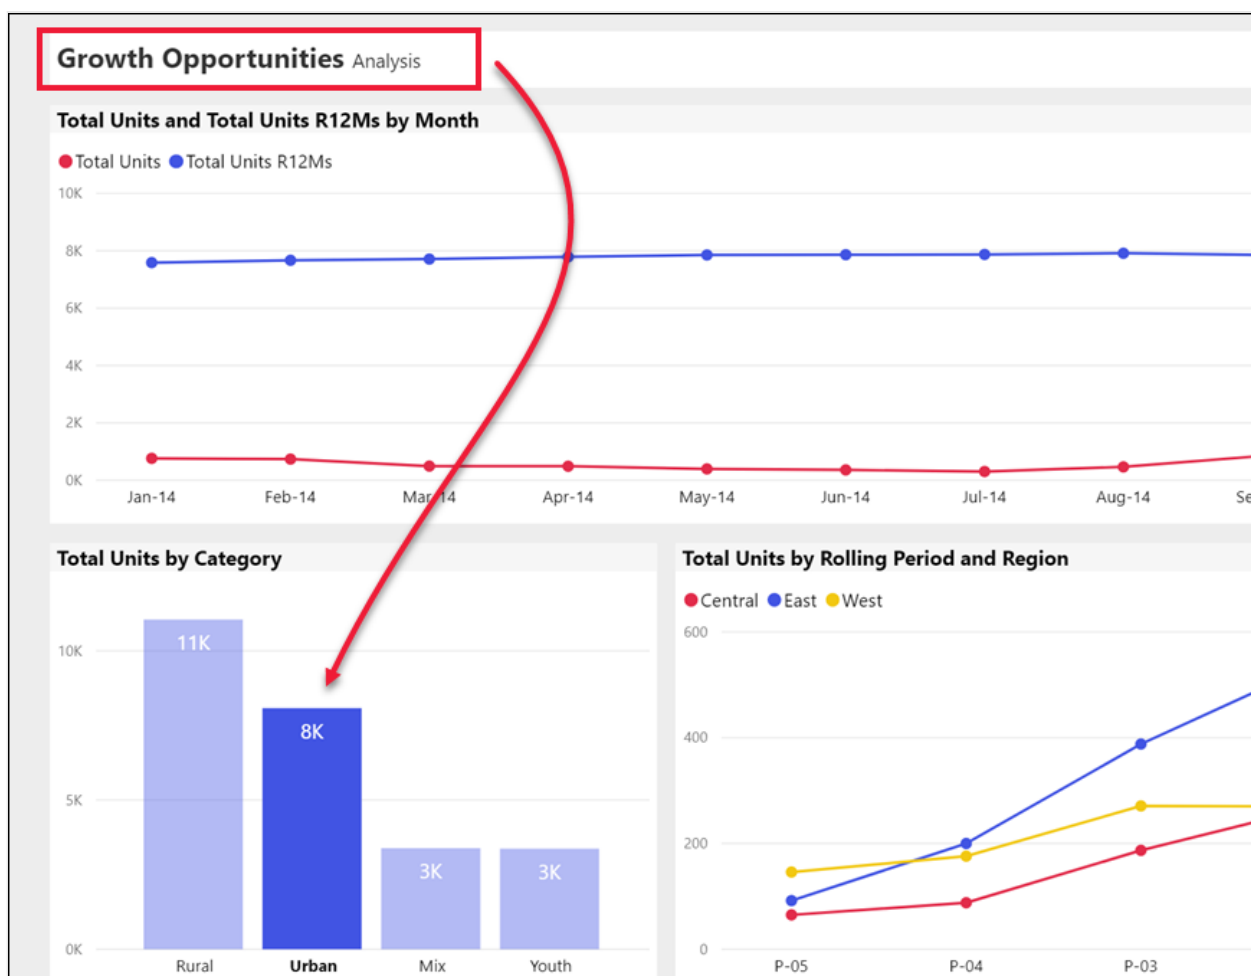 Growth Opportunities Analysis
Total Units and Total Units R12Ms by Month
Total Units Total Units R12Ms
10K
8K
6K
4K
2K
0K
Jan-14 Feb-14 Mar-14 Apr-14 May-14 Jun-14 Jul-14 Aug-14 Se
Total Units by Category
10K
5K
0K
11K
8K
3K
3K
Rural Urban Mix Youth
Total Units by Rolling Period and Region
Central East West
600
400
200
0
P-05 P-04 P-03